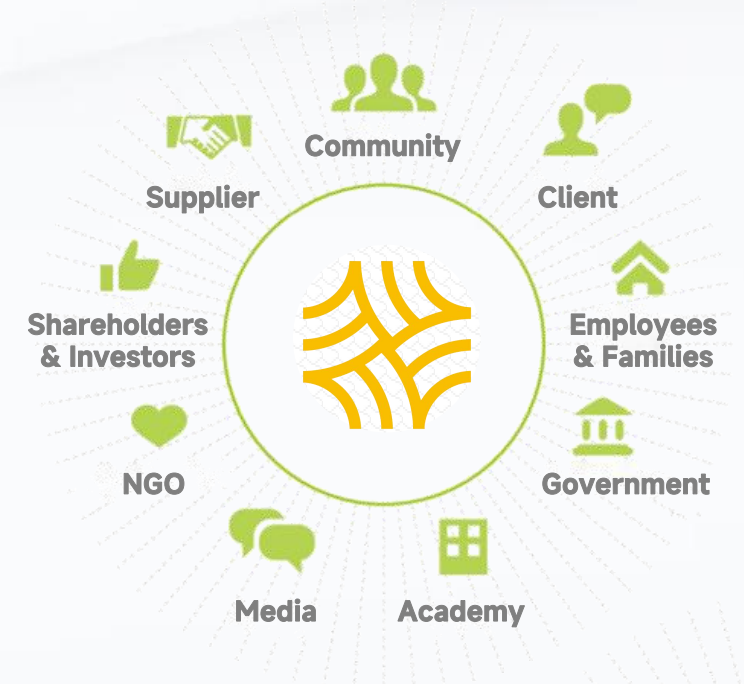 Community
Supplier
Client
Shareholders
& Investors
Employees
& Families
NGO
Government
Media
Academy